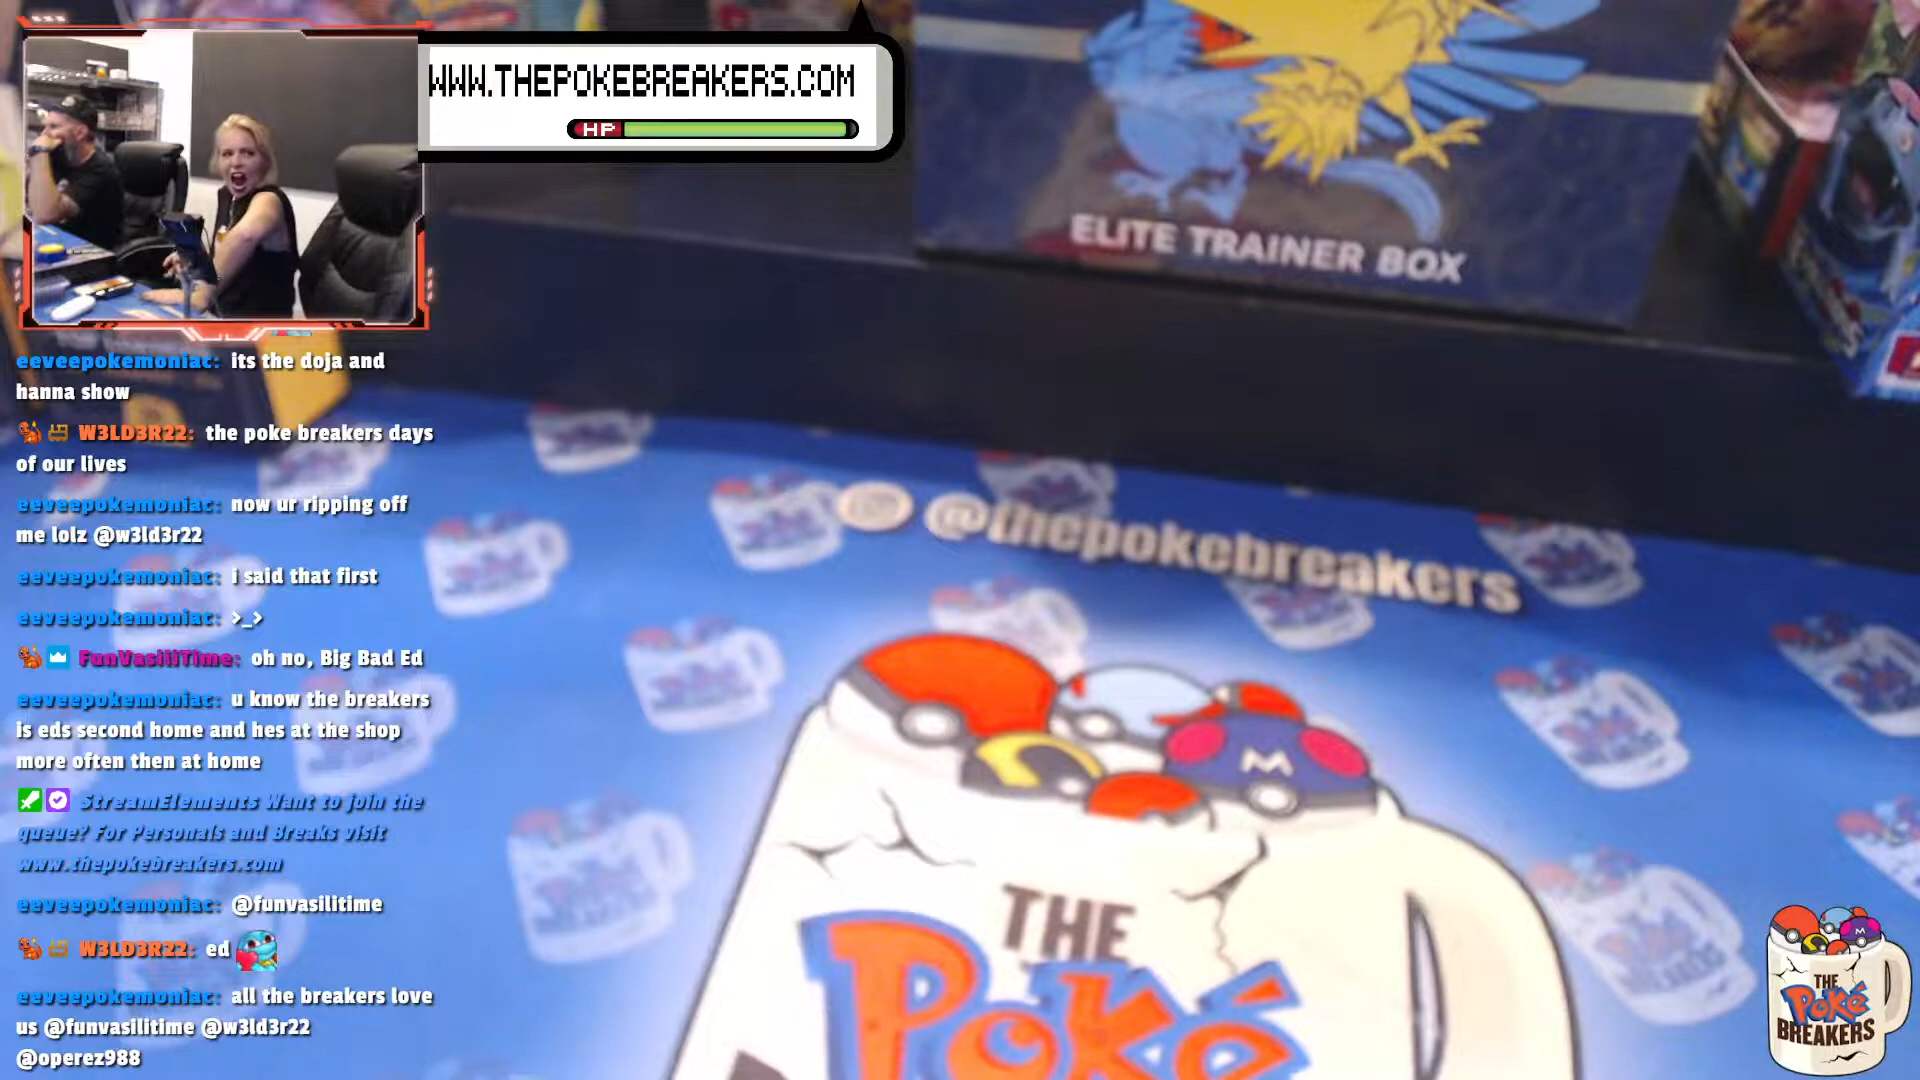 WWW.THEPOKEBREAKERS.COM
HP
ELITE TRAINER BOX
@thepokebreakers
THE
Poké
eeveepokemoniac: its the doja and
hanna show
W3LD3R22: the poke breakers days
of our lives
eeveepokemoniac: now ur ripping off
me lolz @w3ld3r22
eeveepokemoniac: i said that first
eeveepokemoniac: >_>
FunVasiliTime: oh no, Big Bad Ed
eeveepokemoniac: u know the breakers
is eds second home and hes at the shop
more often then at home
StreamElements Want to join the
queue? For Personals and Breaks visit
www.thepokebreakers.com
eeveepokemoniac: @funvasilitime
W3LD3R22: ed
eeveepokemoniac: all the breakers love
us @funvasilitime @w3ld3r22
@operez988
M
M
THE
Poké
BREAKERS